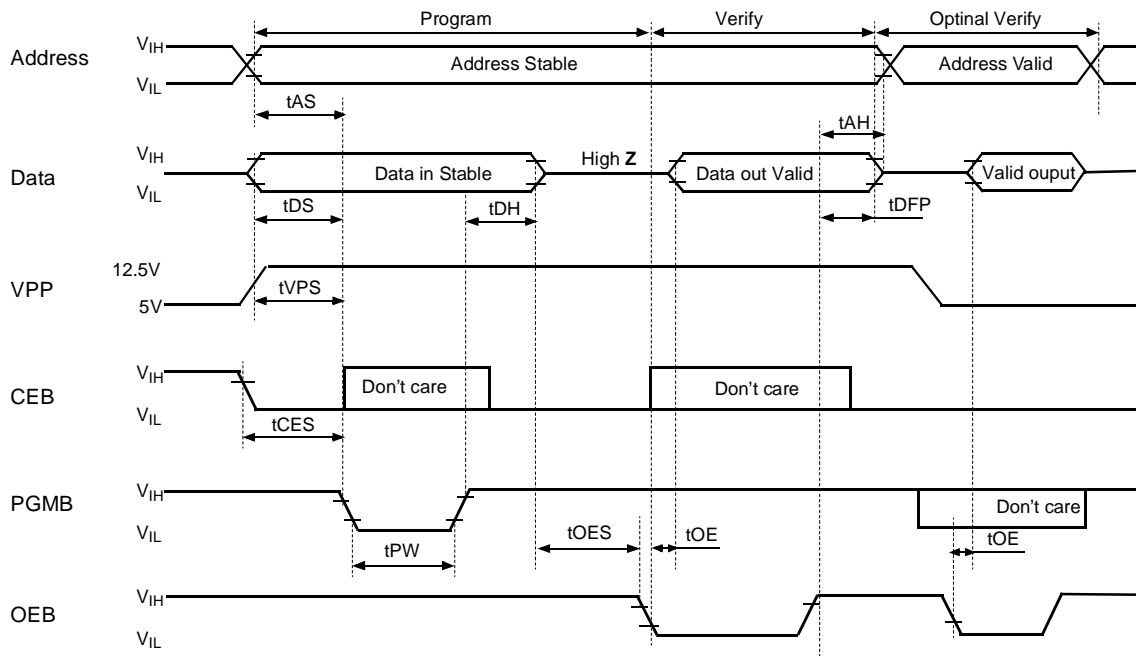 Program Verify Optinal Verify
Address VIH Address Stable Address Valid
VIL
tAS tAH
Data VIH Data in Stable High Z Data out Valid Valid ouput
VIL
tDS tDH tDFP
VPP 12.5V
tVPS
5V
CEB VIH Don't care Don't care
VIL
tCES
PGMB VIH Don't care
VIL
tPW tOES tOE tOE
OEB VIH
VIL